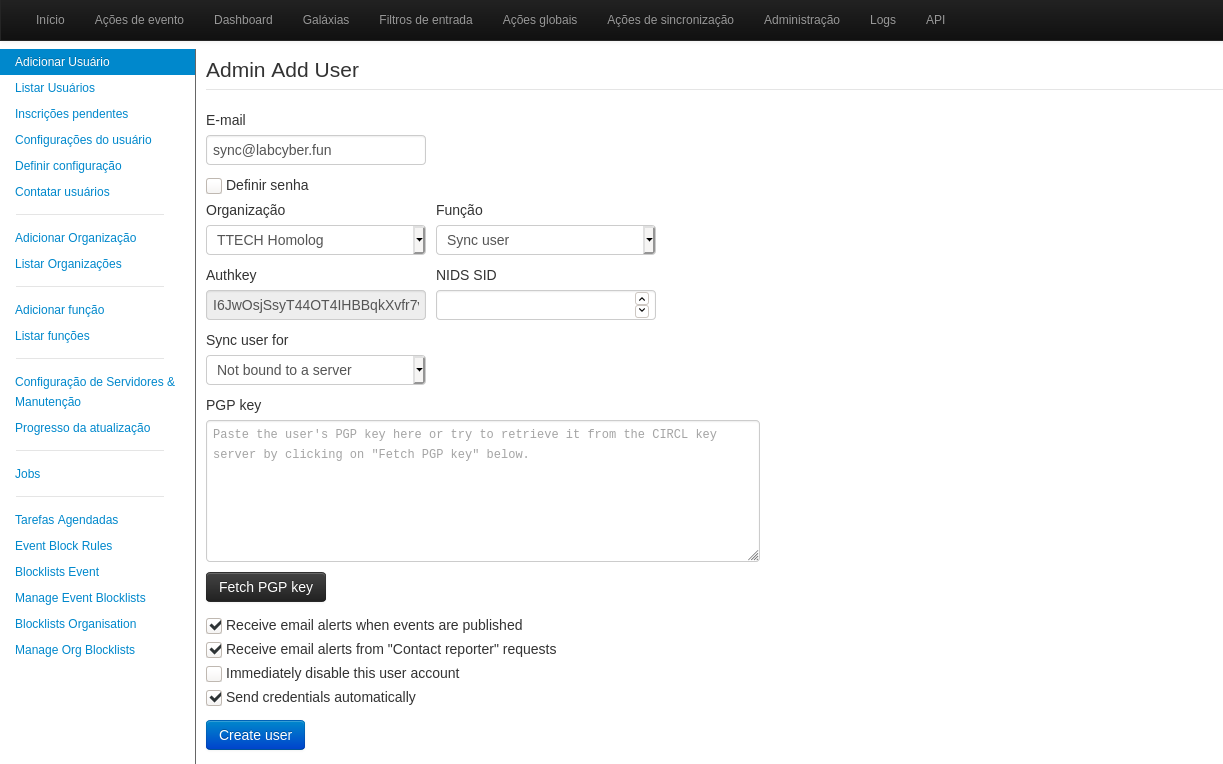 Início Ações de evento Dashboard Galáxias Filtros de entrada Ações globais Ações de sincronização Administração Logs API
Adicionar Usuário
Listar Usuários
Inscrições pendentes
Configurações do usuário
Definir configuração
Contatar usuários
Adicionar Organização
Listar Organizações
Adicionar função
Listar funções
Configuração de Servidores &
Manutenção
Progresso da atualização
Jobs
Tarefas Agendadas
Event Block Rules
Blocklists Event
Manage Event Blocklists
Blocklists Organisation
Manage Org Blocklists
Admin Add User
E-mail
sync@labcyber.fun
Definir senha
Organização Função
TTECH Homolog Sync user
Authkey NIDS SID
I6JwOsjSsyT44OT4IHBBqkXvfr7
Sync user for
Not bound to a server
PGP key
Paste the user's PGP key here or try to retrieve it from the CIRCL key
server by clicking on "Fetch PGP key" below.
Fetch PGP key
Receive email alerts when events are published
Receive email alerts from "Contact reporter" requests
Immediately disable this user account
Send credentials automatically
Create user